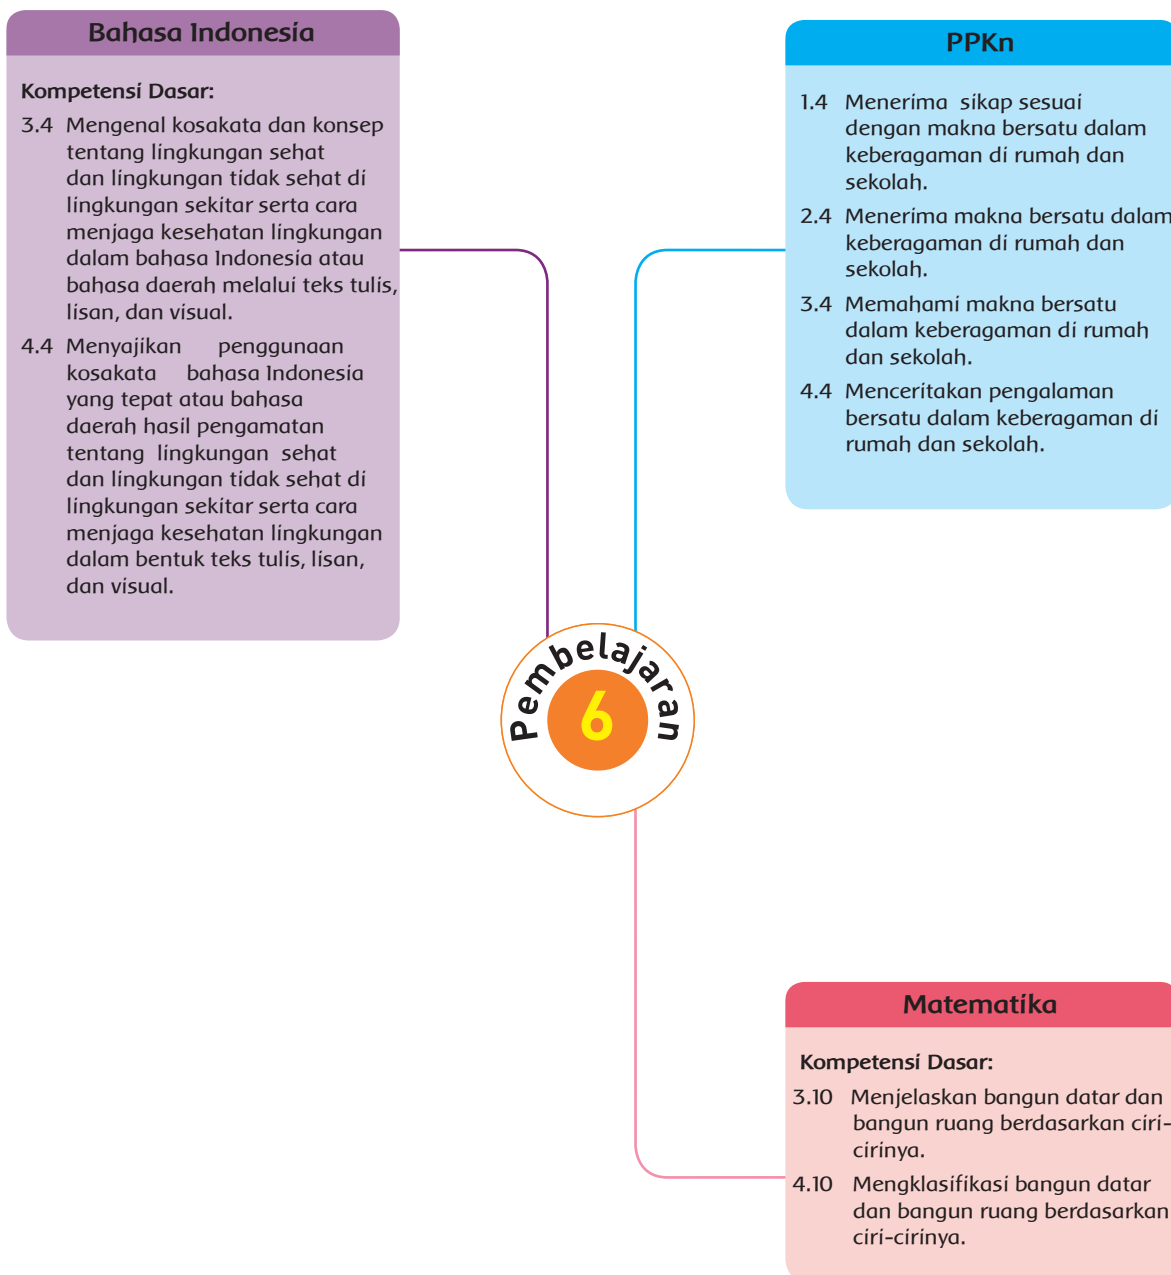 Bahasa Indonesia
Kompetensi Dasar:
3.4 Mengenal kosakata dan konsep
tentang lingkungan sehat
dan lingkungan tidak sehat di
lingkungan sekitar serta cara
menjaga kesehatan lingkungan
dalam bahasa Indonesia atau
bahasa daerah melalui teks tulis,
lisan, dan visual.
4.4 Menyajikan penggunaan
kosakata bahasa Indonesia
yang tepat atau bahasa
daerah hasil pengamatan
tentang lingkungan sehat
dan lingkungan tidak sehat di
lingkungan sekitar serta cara
menjaga kesehatan lingkungan
dalam bentuk teks tulis, lisan,
dan visual.
PPKn
1.4 Menerima sikap sesuai
dengan makna bersatu dalam
keberagaman di rumah dan
sekolah.
2.4 Menerima makna bersatu dalam
keberagaman di rumah dan
sekolah.
3.4 Memahami makna bersatu
dalam keberagaman di rumah
dan sekolah.
4.4 Menceritakan pengalaman
bersatu dalam keberagaman di
rumah dan sekolah.
Pembelajaran
6
Matematika
Kompetensi Dasar:
3.10 Menjelaskan bangun datar dan
bangun ruang berdasarkan ciri-
cirinya.
4.10 Mengklasifikasi bangun datar
dan bangun ruang berdasarkan
ciri-cirinya.